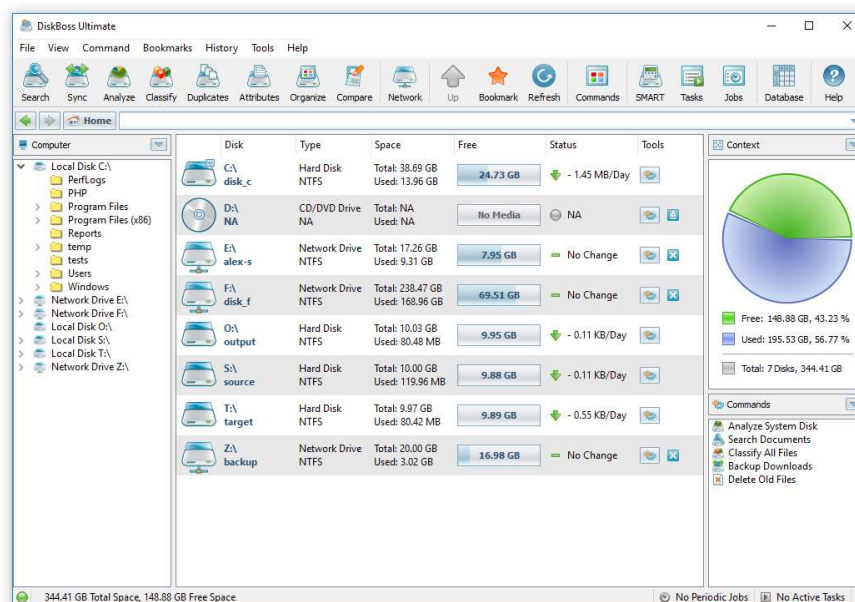 DiskBoss Ultimate
File View Command Bookmarks History Tools Help
Search Sync Analyze Classify Duplicates Attributes Organize Compare Network Up Bookmark Refresh Commands SMART Tasks Jobs Database Help
Home
Computer
Local Disk C:\
PerfLogs
PHP
Program Files
Program Files (x86)
Reports
temp
tests
Users
Windows
Network Drive E:\
Network Drive F:\
Local Disk O:\
Local Disk S:\
Local Disk T:\
Network Drive Z:\
Disk Type Space Free Status Tools
C:\ Hard Disk Total: 38.69 GB
disk_c NTFS Used: 13.96 GB
24.73 GB - 1.45 MB/Day
D:\ CD/DVD Drive Total: NA
NA NA Used: NA
No Media NA
E:\ Network Drive Total: 17.26 GB
alex-s NTFS Used: 9.31 GB
7.95 GB No Change
F:\ Network Drive Total: 238.47 GB
disk_f NTFS Used: 168.96 GB
69.51 GB No Change
O:\ Hard Disk Total: 10.03 GB
output NTFS Used: 80.48 MB
9.95 GB - 0.11 KB/Day
S:\ Hard Disk Total: 10.00 GB
source NTFS Used: 119.96 MB
9.88 GB - 0.11 KB/Day
T:\ Hard Disk Total: 9.97 GB
target NTFS Used: 80.42 MB
9.89 GB - 0.55 KB/Day
Z:\ Network Drive Total: 20.00 GB
backup NTFS Used: 3.02 GB
16.98 GB No Change
Context
Free: 148.88 GB, 43.23 %
Used: 195.53 GB, 56.77 %
Total: 7 Disks, 344.41 GB
Commands
Analyze System Disk
Search Documents
Classify All Files
Backup Downloads
Delete Old Files
344.41 GB Total Space, 148.88 GB Free Space
No Periodic Jobs
No Active Tasks